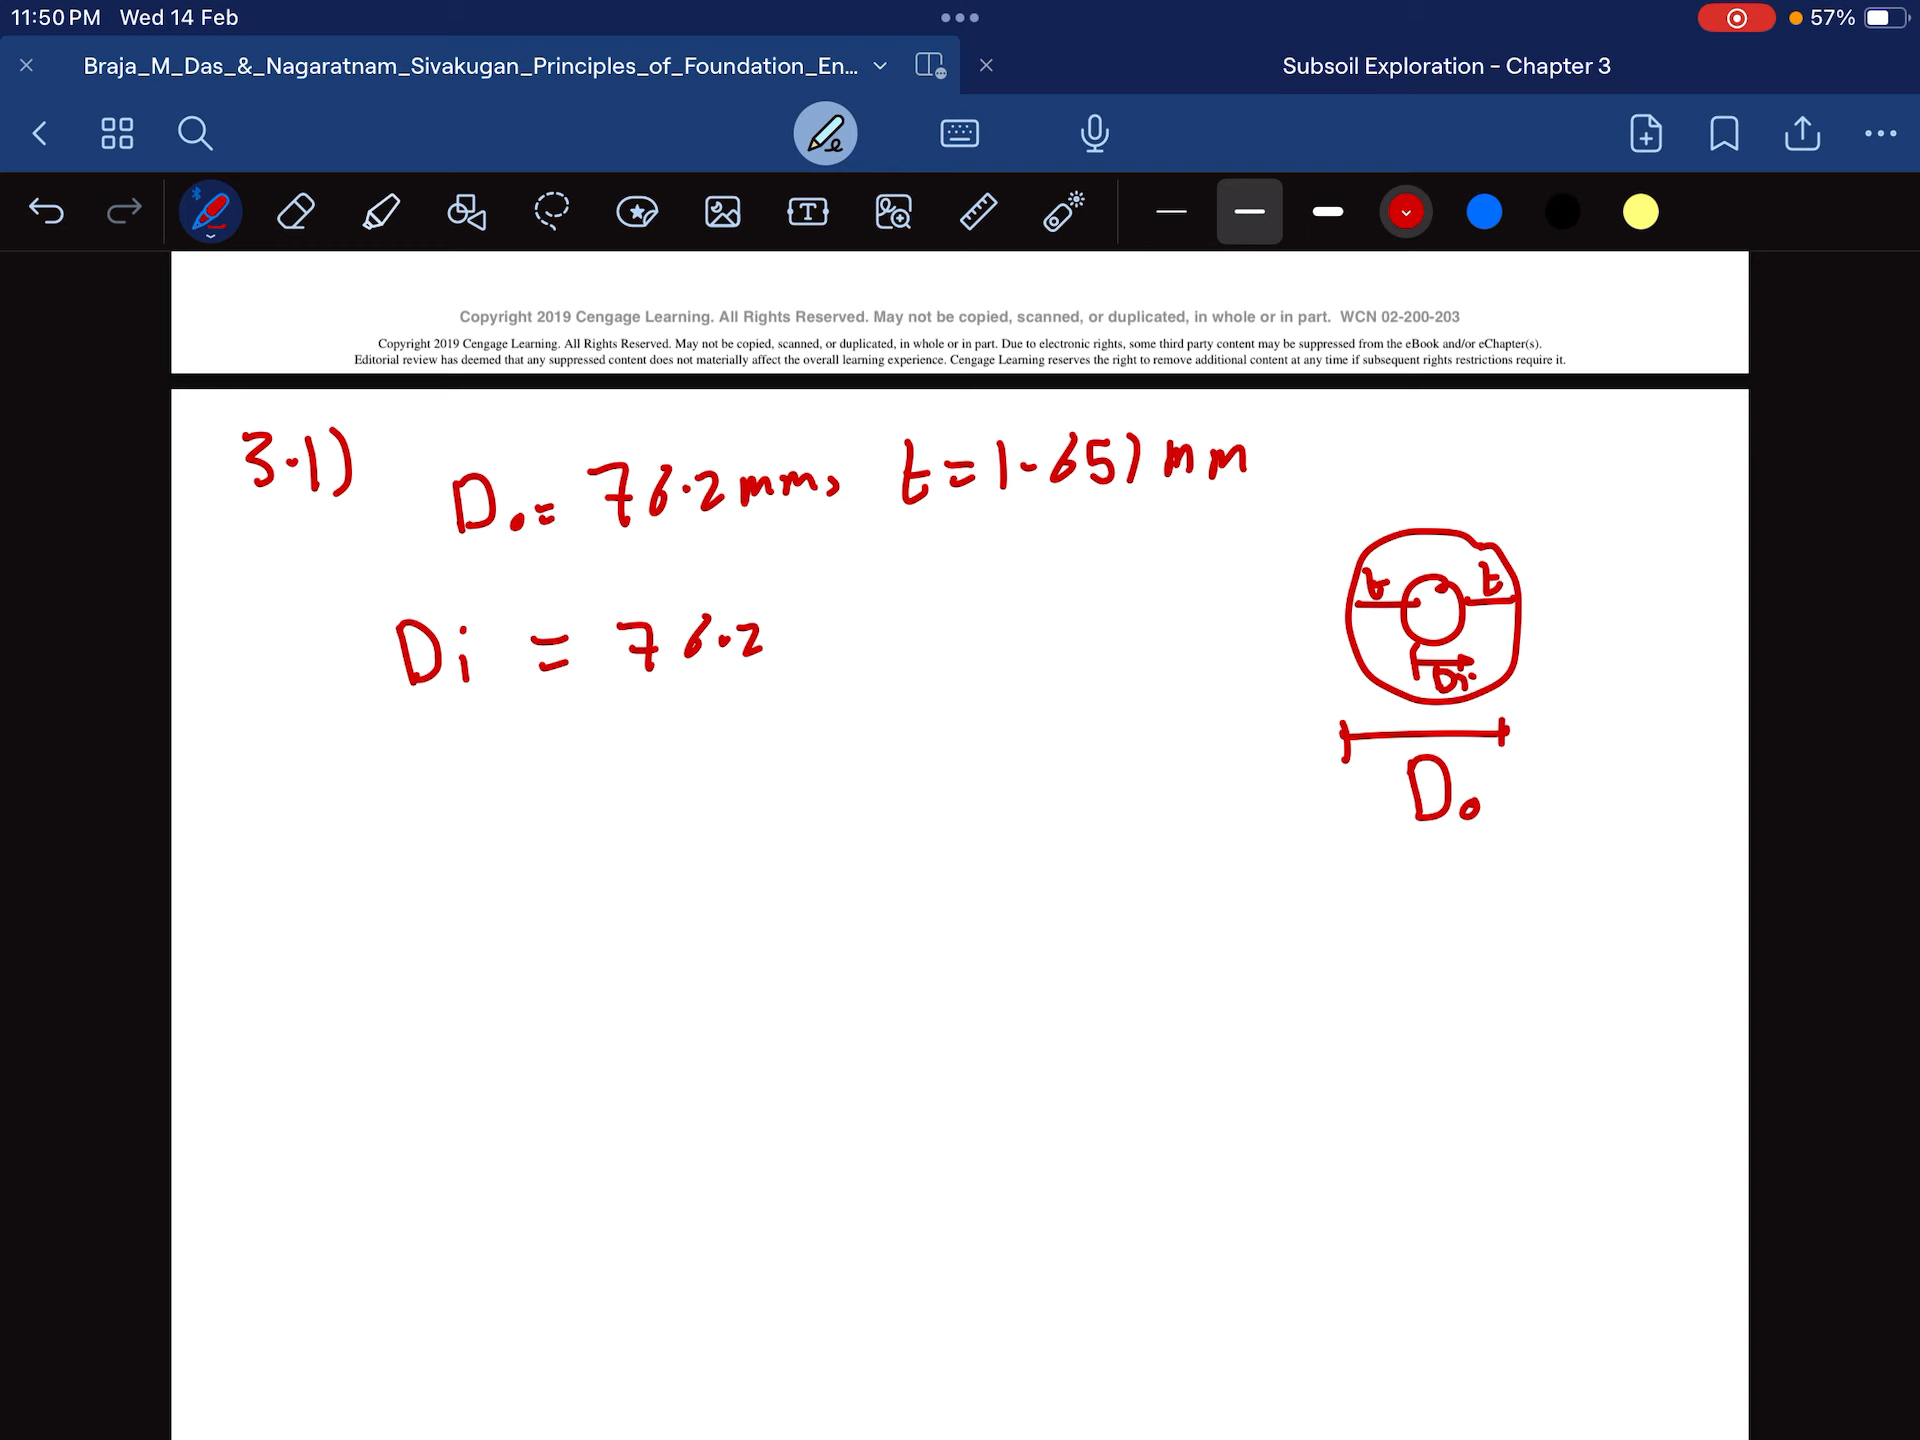 11:50 PM Wed 14 Feb
57%
Braja_M_Das_&_Nagaratnam_Sivakugan_Principles_of_Foundation_En...
Subsoil Exploration – Chapter 3
Copyright 2019 Cengage Learning. All Rights Reserved. May not be copied, scanned, or duplicated, in whole or in part. WCN 02-200-203
Copyright 2019 Cengage Learning. All Rights Reserved. May not be copied, scanned, or duplicated, in whole or in part. Due to electronic rights, some third party content may be suppressed from the eBook and/or eChapter(s).
Editorial review has deemed that any suppressed content does not materially affect the overall learning experience. Cengage Learning reserves the right to remove additional content at any time if subsequent rights restrictions require it.
3.1) Do = 76.2 mm, t = 1.651 mm
t t
Di = 76.2
Di
Do